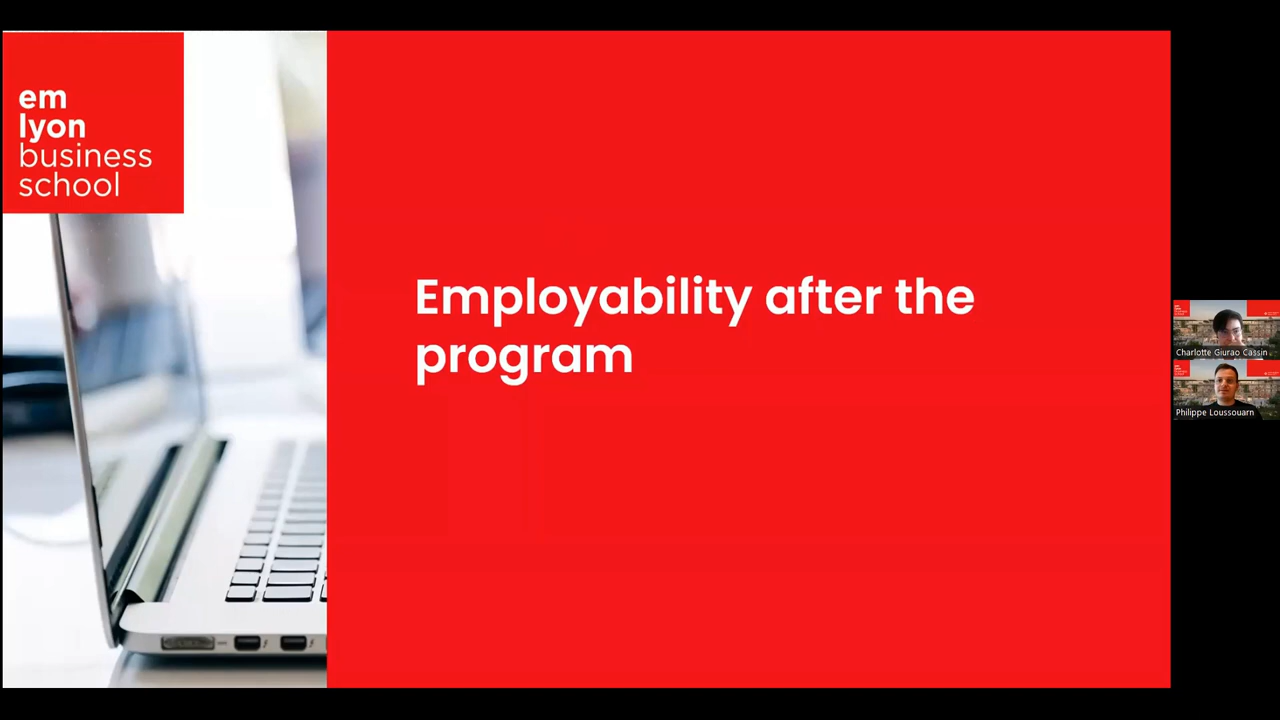 em
lyon
business
school
Employability after the
program
Charlotte Giurao Cassin
Philippe Loussouarn